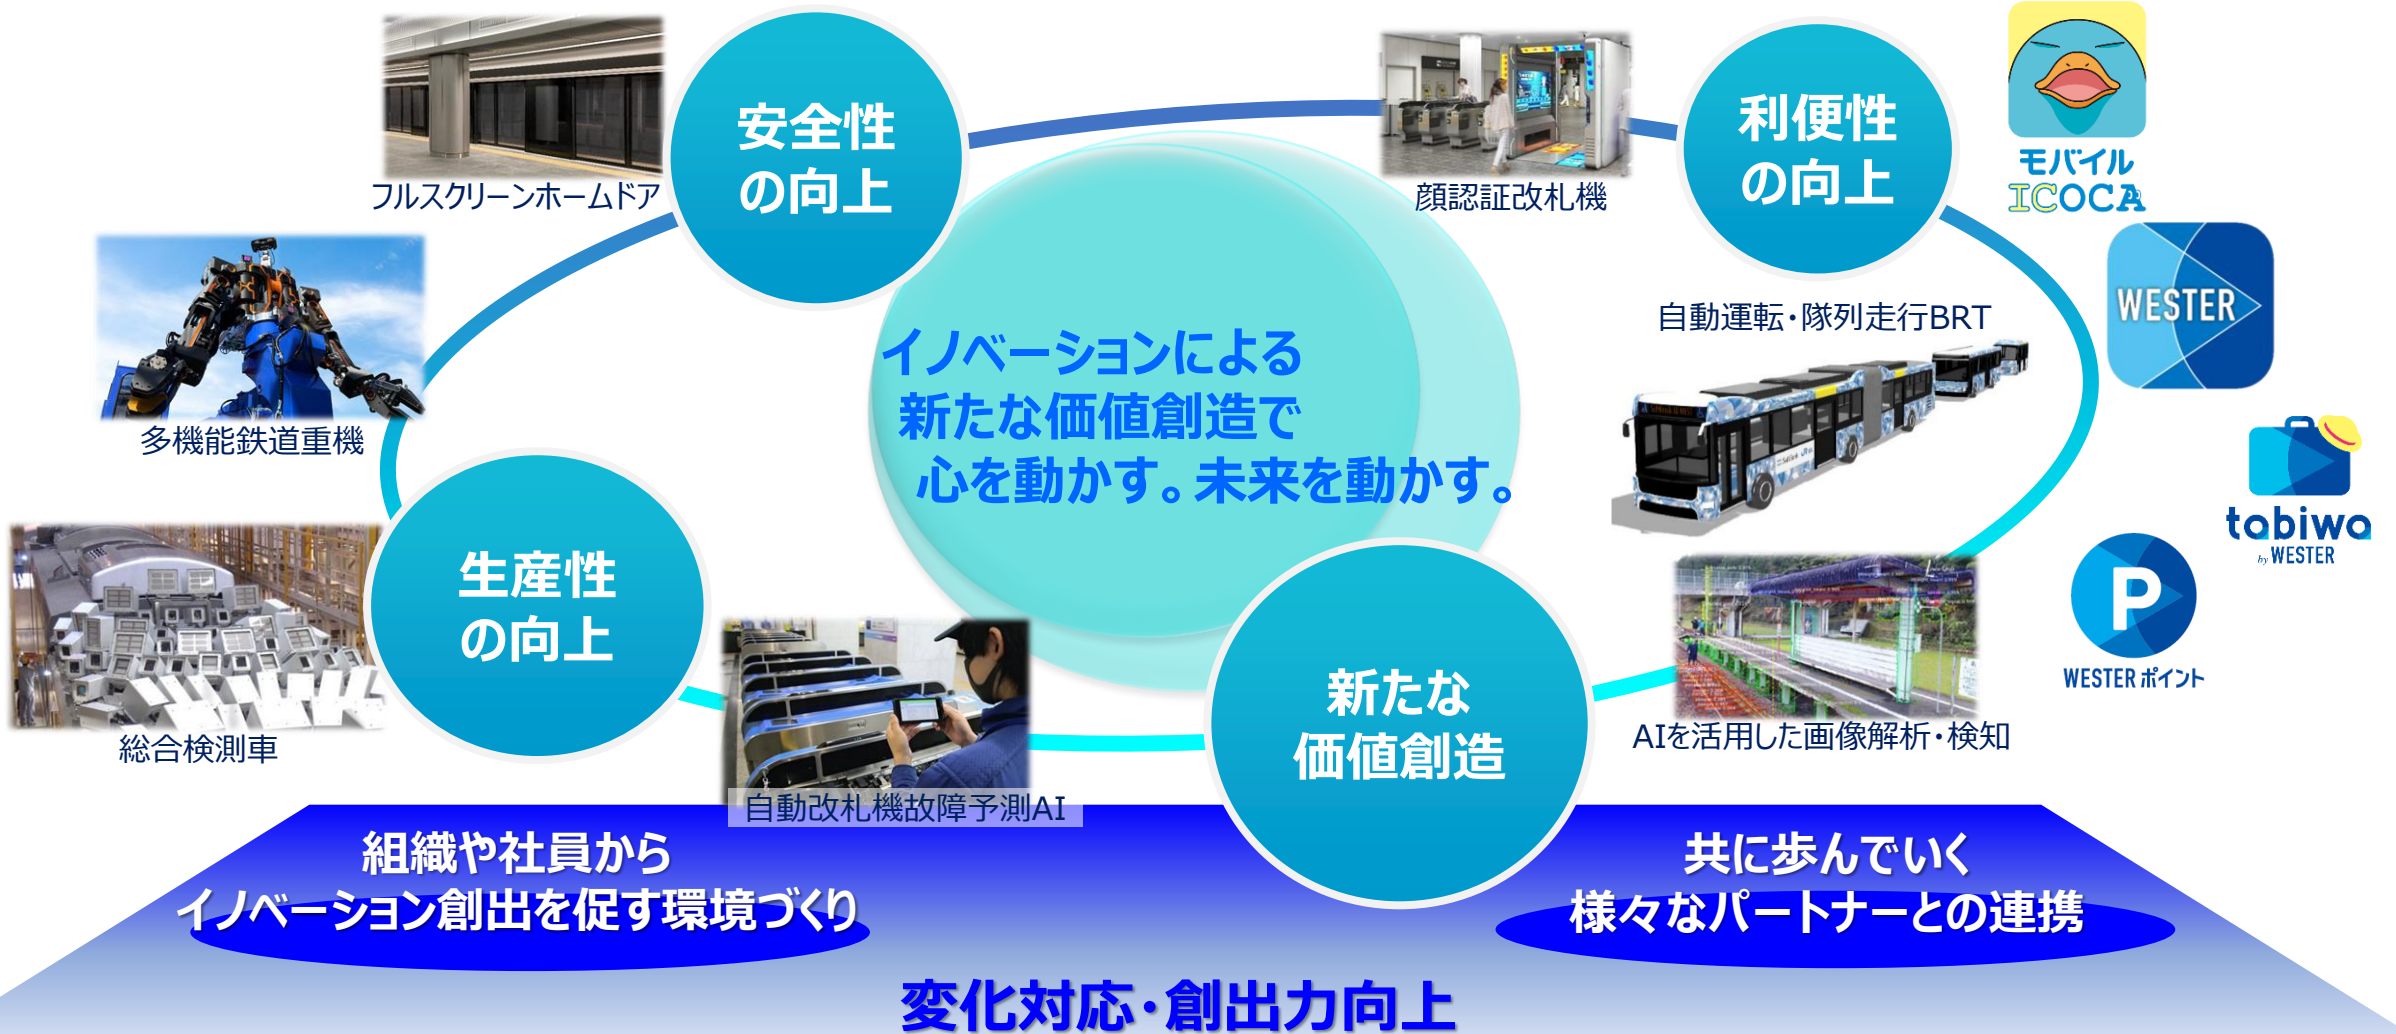 安全性
の向上
フルスクリーンホームドア
顔認証改札機
利便性
の向上
モバイル
ICOCA
WESTER
多機能鉄道重機
イノベーションによる
新たな価値創造で
心を動かす。未来を動かす。
自動運転・隊列走行BRT
tabiwa
by WESTER
生産性
の向上
総合検測車
自動改札機故障予測AI
新たな
価値創造
AIを活用した画像解析・検知
P
WESTER ポイント
組織や社員から
イノベーション創出を促す環境づくり
共に歩んでいく
様々なパートナーとの連携
変化対応・創出力向上